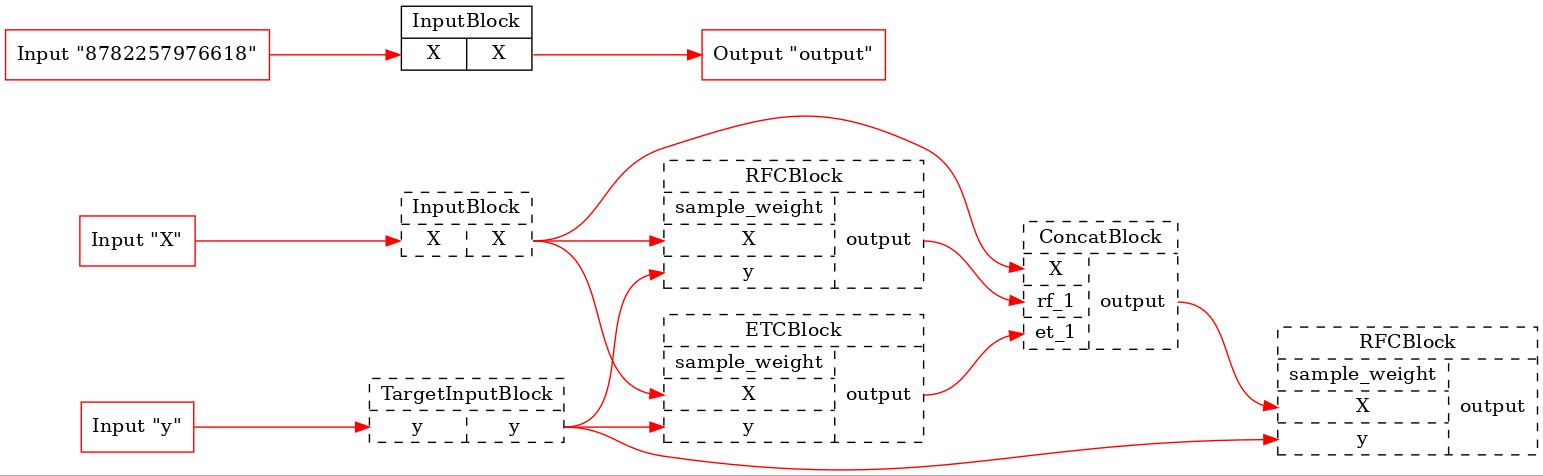 InputBlock
Input "8782257976618"
X
X
Output "output"
RFCBlock
InputBlock
sample_weight
Input "X"
X
X
X
output
y
ConcatBlock
X
rf_1
output
et_1
ETCBlock
sample_weight
X
output
y
TargetInputBlock
Input "y"
y
y
RFCBlock
sample_weight
X
output
y